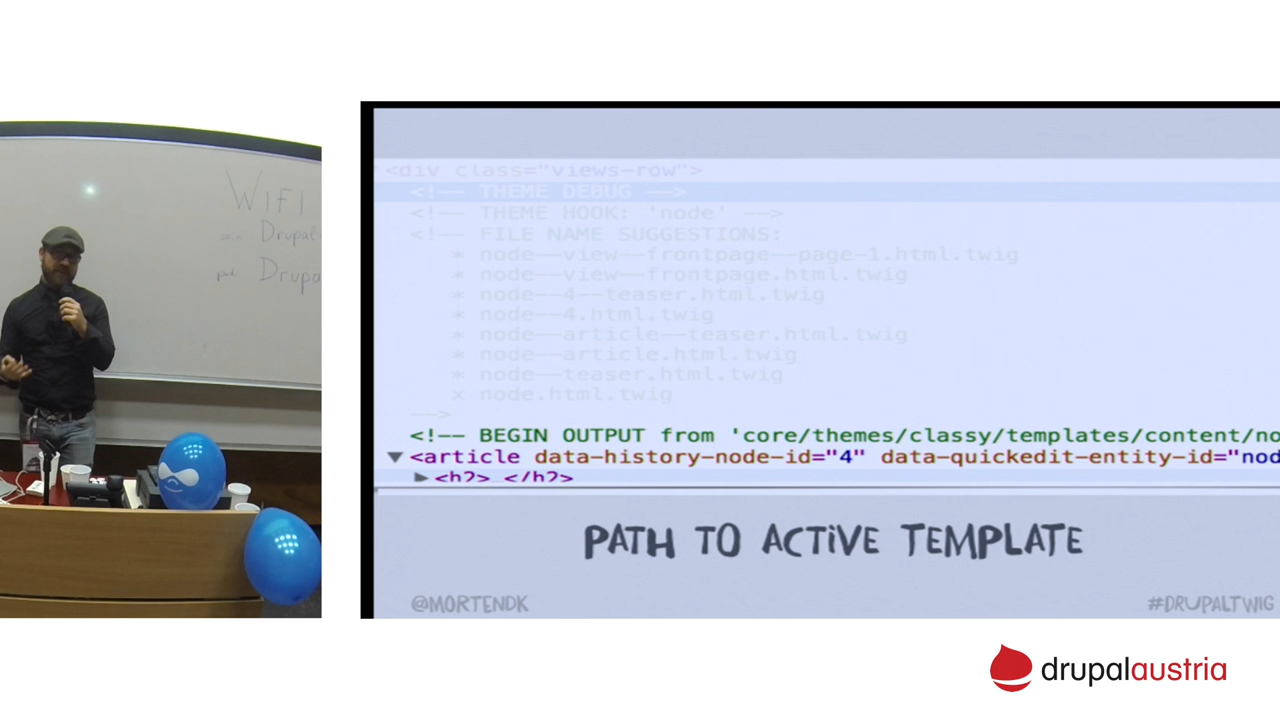 WIFI
Drupal
Drupa
<div class="views-row">
<!-- THEME DEBUG -->
<!-- THEME HOOK: 'node' -->
<!-- FILE NAME SUGGESTIONS:
* node--view--frontpage--page-1.html.twig
* node--view--frontpage.html.twig
* node--4--teaser.html.twig
* node--4.html.twig
* node--article--teaser.html.twig
* node--article.html.twig
* node--teaser.html.twig
x node.html.twig
-->
<!-- BEGIN OUTPUT from 'core/themes/classy/templates/content/no
▼<article data-history-node-id="4" data-quickedit-entity-id="nod
▶<h2>…</h2>
PATH TO ACTIVE TEMPLATE
@MORTENDK
#DRUPALTWIG
drupalaustria